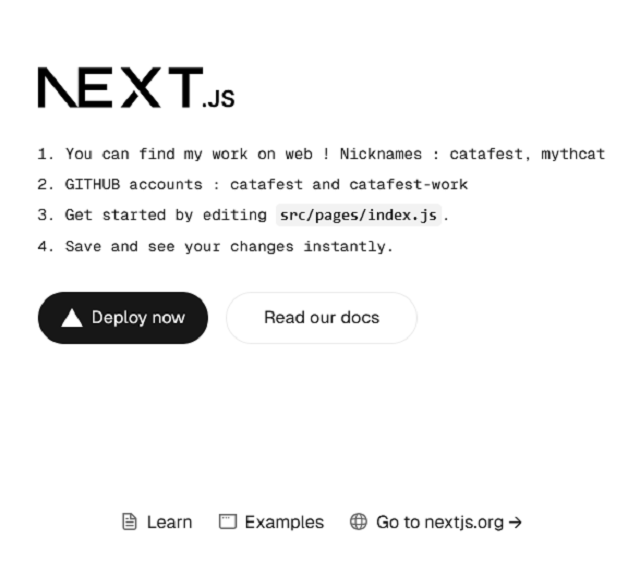 NEXT.JS
1. You can find my work on web ! Nicknames : catafest, mythcat
2. GITHUB accounts : catafest and catafest-work
3. Get started by editing src/pages/index.js.
4. Save and see your changes instantly.
Deploy now Read our docs
Learn Examples Go to nextjs.org →